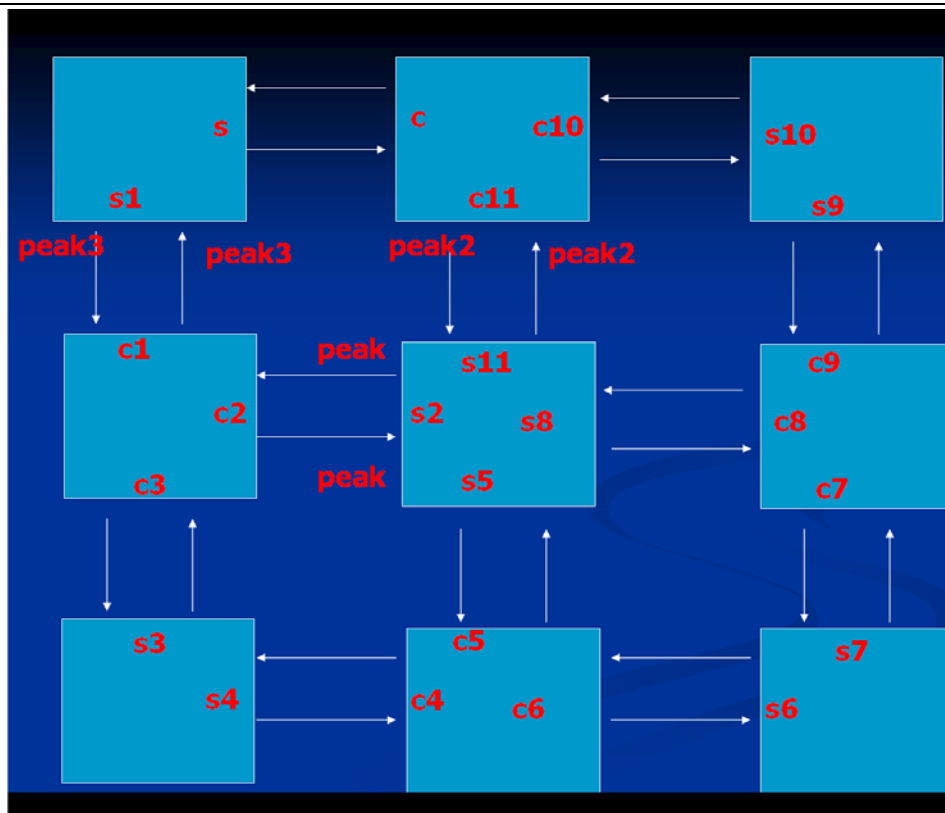 s c c10 s10
s1 c11 s9
peak3 peak3 peak2 peak2
c1 peak s11 c9
c2 s2 s8 c8
c3 peak s5 c7
s3 c5 s7
s4 c4 c6 s6